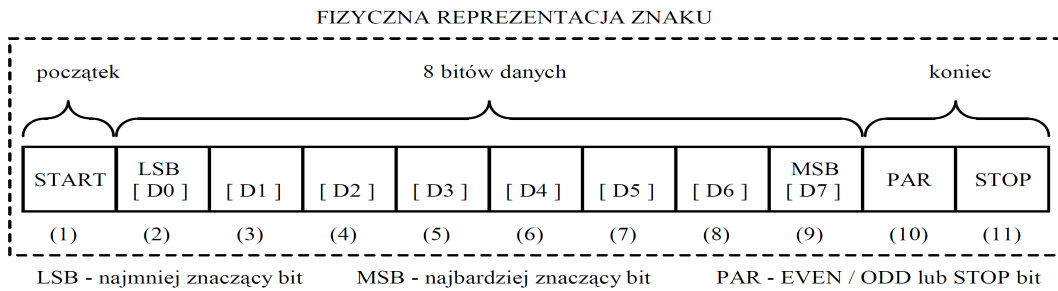 FIZYCZNA REPREZENTACJA ZNAKU
początek 8 bitów danych koniec
START LSB [ D0 ] [ D1 ] [ D2 ] [ D3 ] [ D4 ] [ D5 ] [ D6 ] MSB [ D7 ] PAR STOP
(1) (2) (3) (4) (5) (6) (7) (8) (9) (10) (11)
LSB - najmniej znaczący bit MSB - najbardziej znaczący bit PAR - EVEN / ODD lub STOP bit